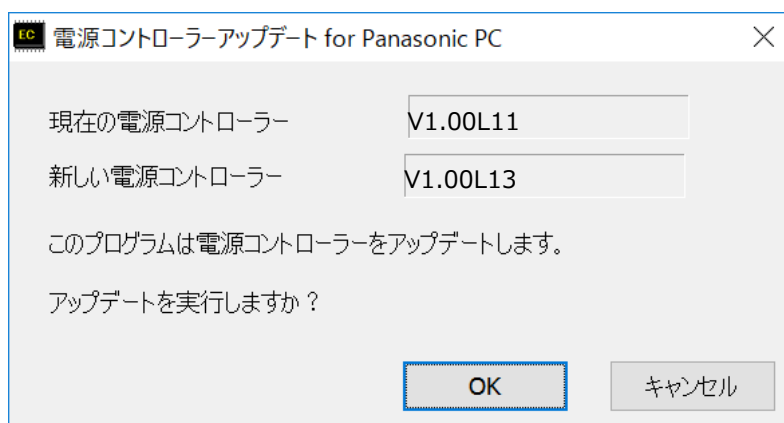 EC 電源コントローラーアップデート for Panasonic PC
現在の電源コントローラー V1.00L11
新しい電源コントローラー V1.00L13
このプログラムは電源コントローラーをアップデートします。
アップデートを実行しますか？
OK キャンセル